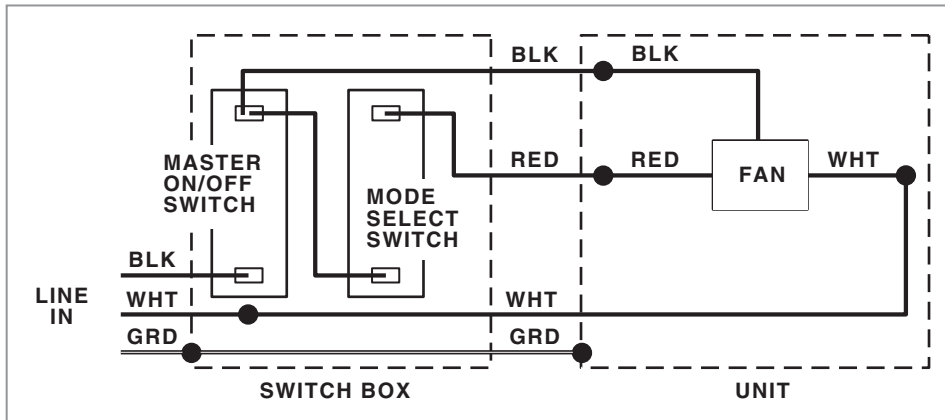 BLK BLK
MASTER
ON/OFF
SWITCH
MODE
SELECT
SWITCH
RED RED
FAN
WHT
LINE
IN
BLK
WHT WHT
GRD GRD
SWITCH BOX
UNIT